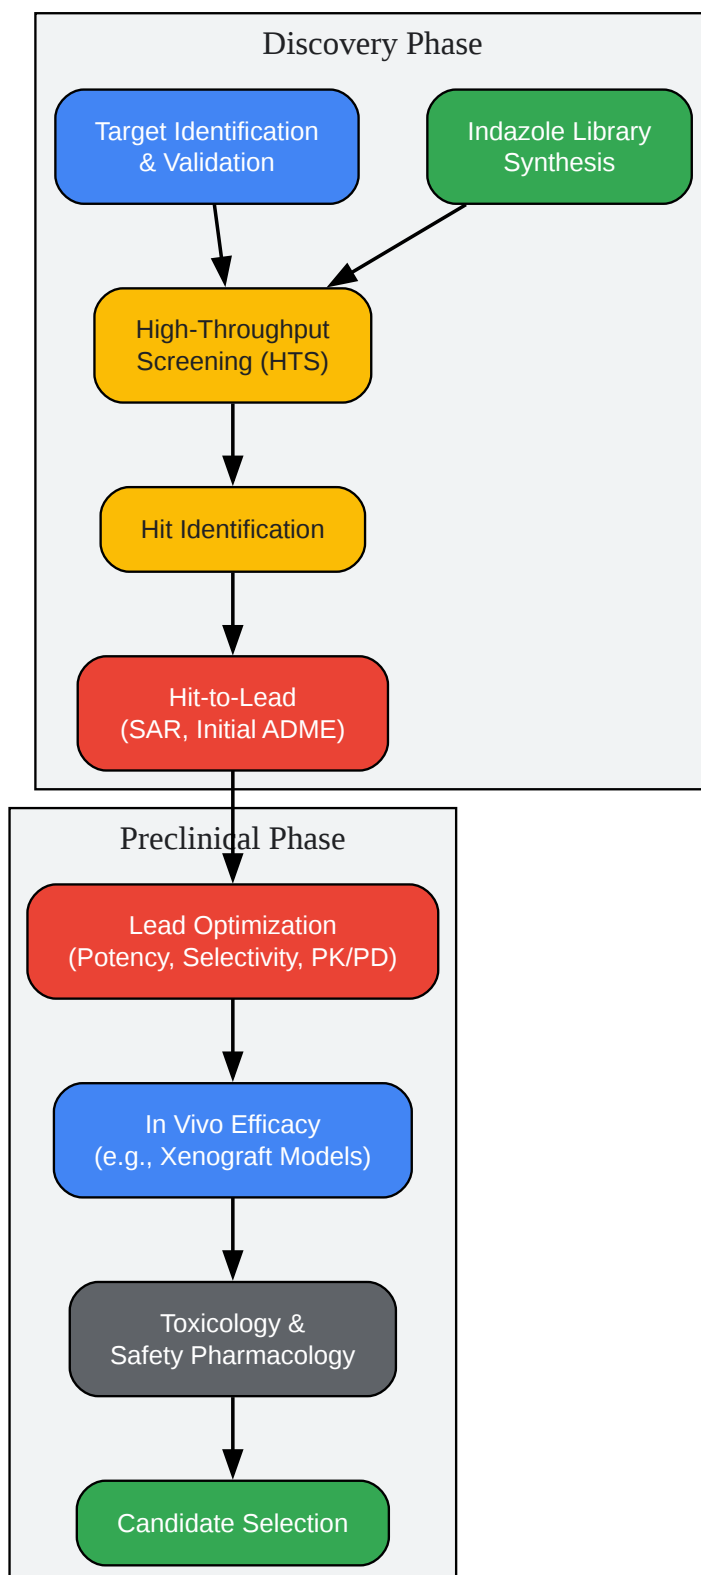 Discovery Phase
Target Identification
& Validation
Indazole Library
Synthesis
High-Throughput
Screening (HTS)
Hit Identification
Hit-to-Lead
(SAR, Initial ADME)
Preclinical Phase
Lead Optimization
(Potency, Selectivity, PK/PD)
In Vivo Efficacy
(e.g., Xenograft Models)
Toxicology &
Safety Pharmacology
Candidate Selection